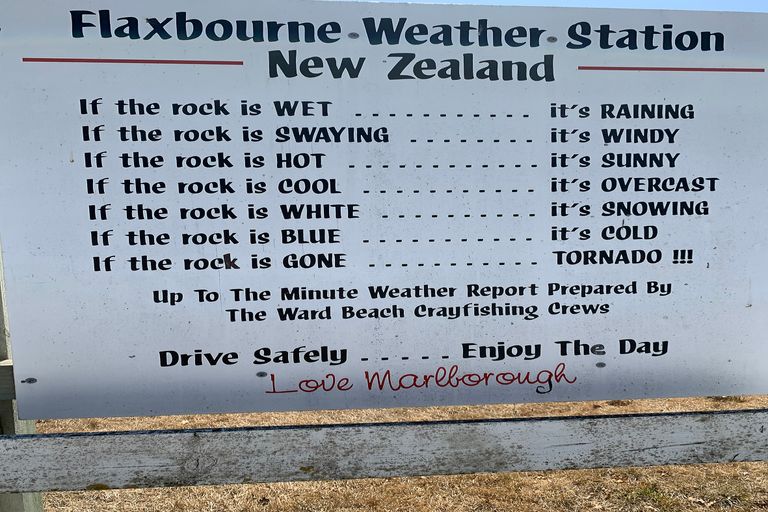 Flaxbourne Weather Station
New Zealand
If the rock is WET - - - - - - - - - - - it's RAINING
If the rock is SWAYING - - - - - - - - it's WINDY
If the rock is HOT - - - - - - - - - - - - it's SUNNY
If the rock is COOL - - - - - - - - - - - it's OVERCAST
If the rock is WHITE - - - - - - - - - - it's SNOWING
If the rock is BLUE - - - - - - - - - - - it's COLD
If the rock is GONE - - - - - - - - - - - TORNADO !!!
Up To The Minute Weather Report Prepared By
The Ward Beach Crayfishing Crews
Drive Safely - - - - - - Enjoy The Day
Love Marlborough